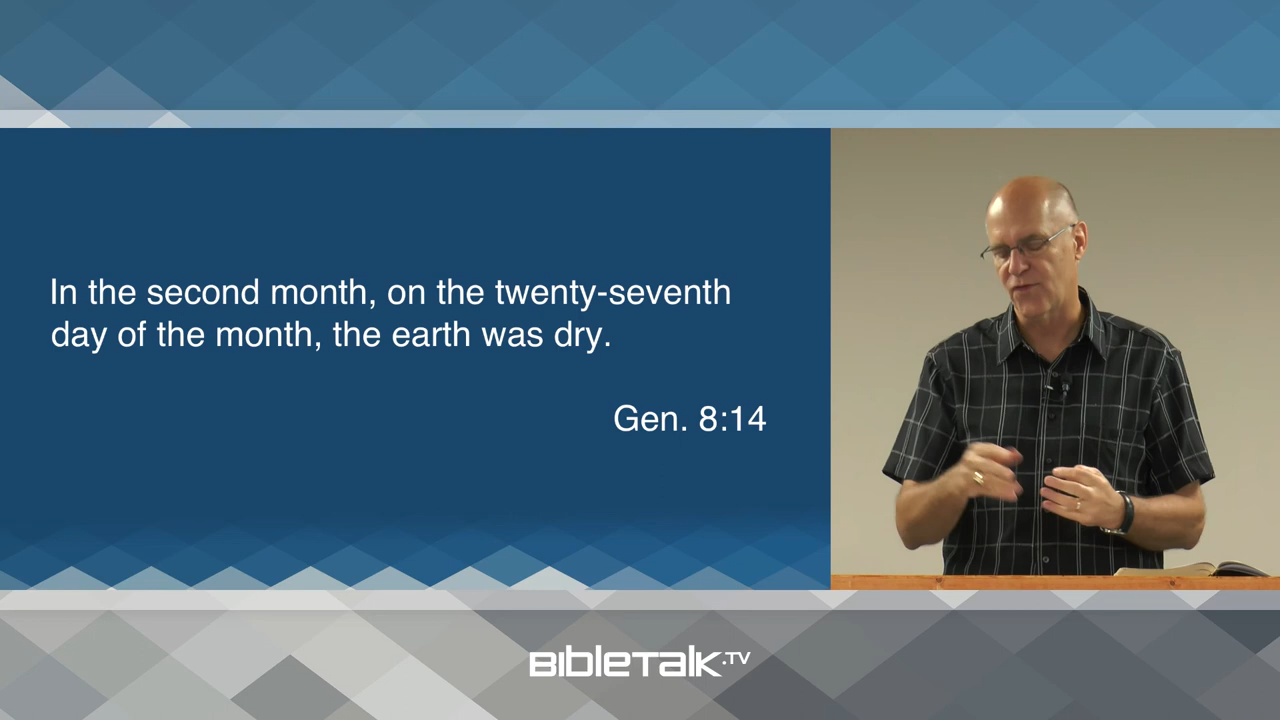 In the second month, on the twenty-seventh
day of the month, the earth was dry.
Gen. 8:14
BIBLETALK.TV